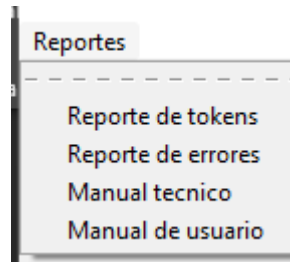 Reportes
Reporte de tokens
Reporte de errores
Manual tecnico
Manual de usuario